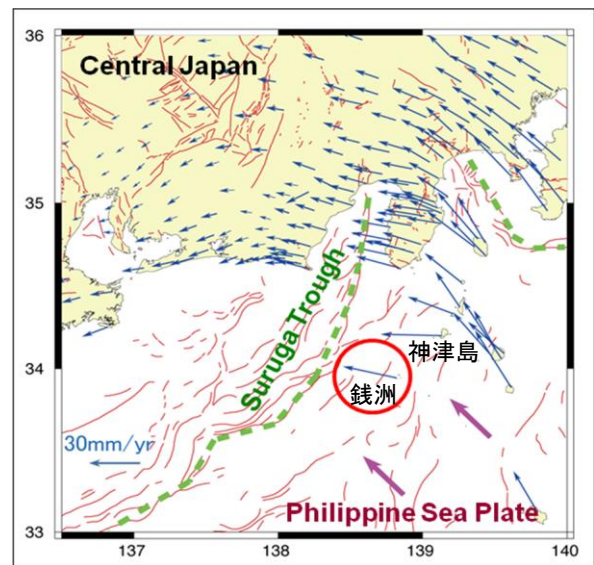 36
Central Japan
35
Suruga Trough
34
神津島
銭洲
30mm/yr
Philippine Sea Plate
33
137
138
139
140